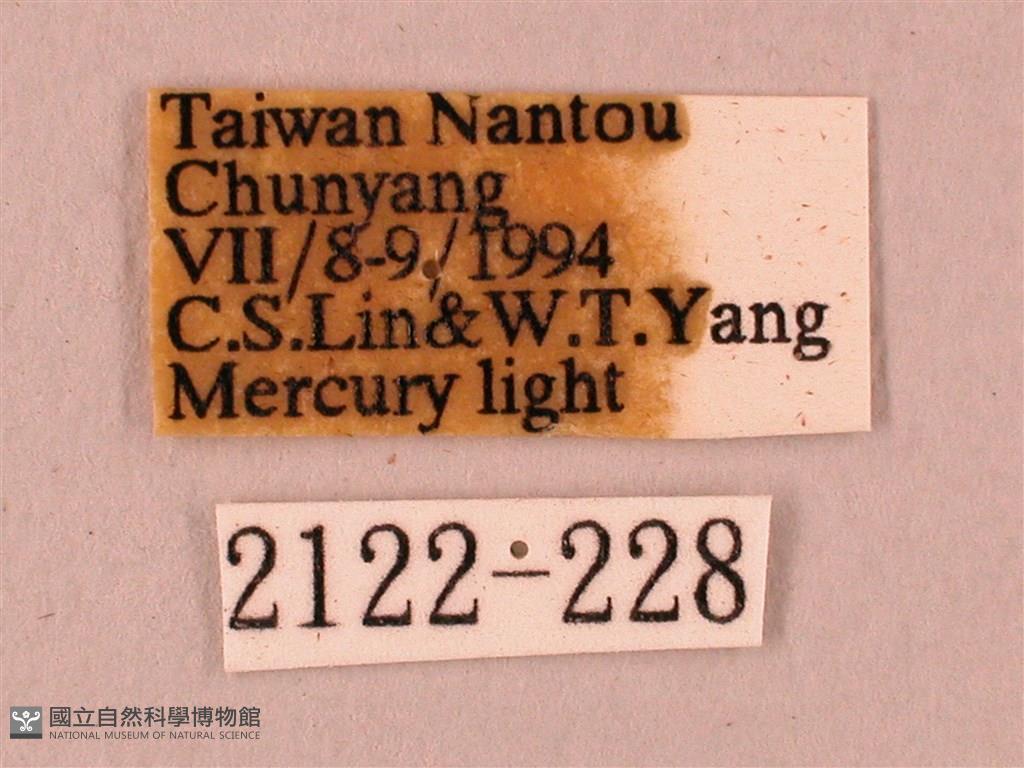 Taiwan Nantou
Chunyang
VII/8-9/1994
C.S.Lin&W.T.Yang
Mercury light
2122-228
國立自然科學博物館
NATIONAL MUSEUM OF NATURAL SCIENCE